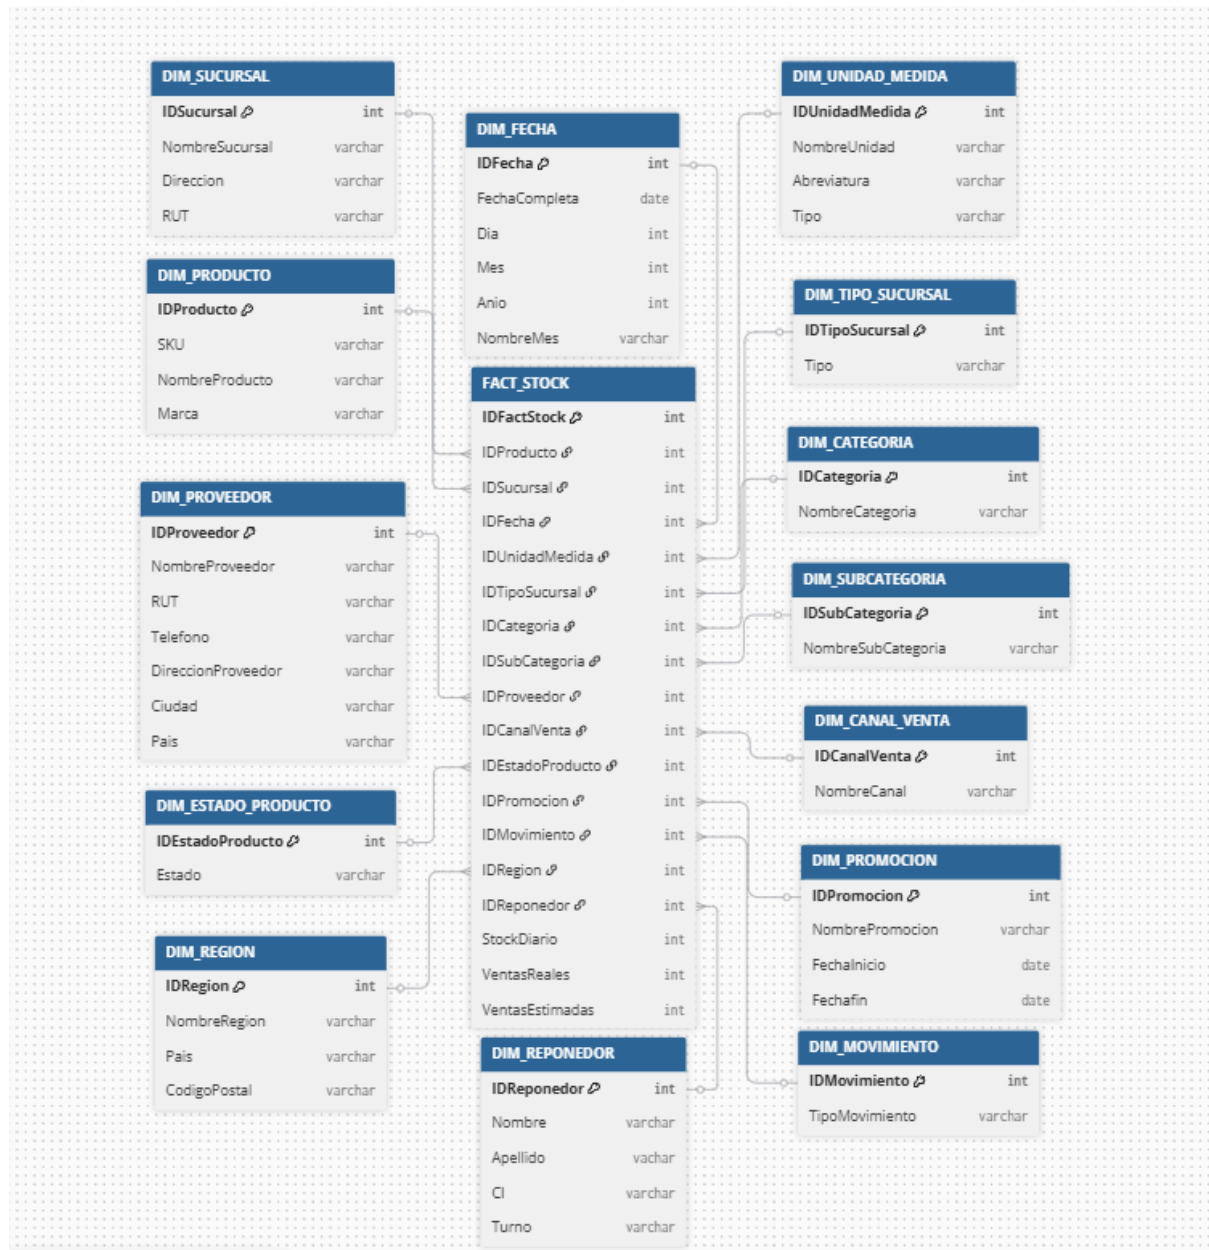 DIM_SUCURSAL
IDSucursal int
NombreSucursal varchar
Direccion varchar
RUT varchar
DIM_PRODUCTO
IDProducto int
SKU varchar
NombreProducto varchar
Marca varchar
DIM_PROVEEDOR
IDProveedor int
NombreProveedor varchar
RUT varchar
Telefono varchar
DireccionProveedor varchar
Ciudad varchar
Pais varchar
DIM_ESTADO_PRODUCTO
IDEstadoProducto int
Estado varchar
DIM_REGION
IDRegion int
NombreRegion varchar
Pais varchar
CodigoPostal varchar
DIM_FECHA
IDFecha int
FechaCompleta date
Dia int
Mes int
Anio int
NombreMes varchar
FACT_STOCK
IDFactStock int
IDProducto int
IDSucursal int
IDFecha int
IDUnidadMedida int
IDTipoSucursal int
IDCategoria int
IDSubCategoria int
IDProveedor int
IDCanalVenta int
IDEstadoProducto int
IDPromocion int
IDMovimiento int
IDRegion int
IDReponedor int
StockDiario int
VentasReales int
VentasEstimadas int
DIM_REPONEDOR
IDReponedor int
Nombre varchar
Apellido vachar
CI varchar
Turno varchar
DIM_UNIDAD_MEDIDA
IDUnidadMedida int
NombreUnidad varchar
Abreviatura varchar
Tipo varchar
DIM_TIPO_SUCURSAL
IDTipoSucursal int
Tipo varchar
DIM_CATEGORIA
IDCategoria int
NombreCategoria varchar
DIM_SUBCATEGORIA
IDSubCategoria int
NombreSubCategoria varchar
DIM_CANAL_VENTA
IDCanalVenta int
NombreCanal varchar
DIM_PROMOCION
IDPromocion int
NombrePromocion varchar
FechaInicio date
Fechafin date
DIM_MOVIMIENTO
IDMovimiento int
TipoMovimiento varchar